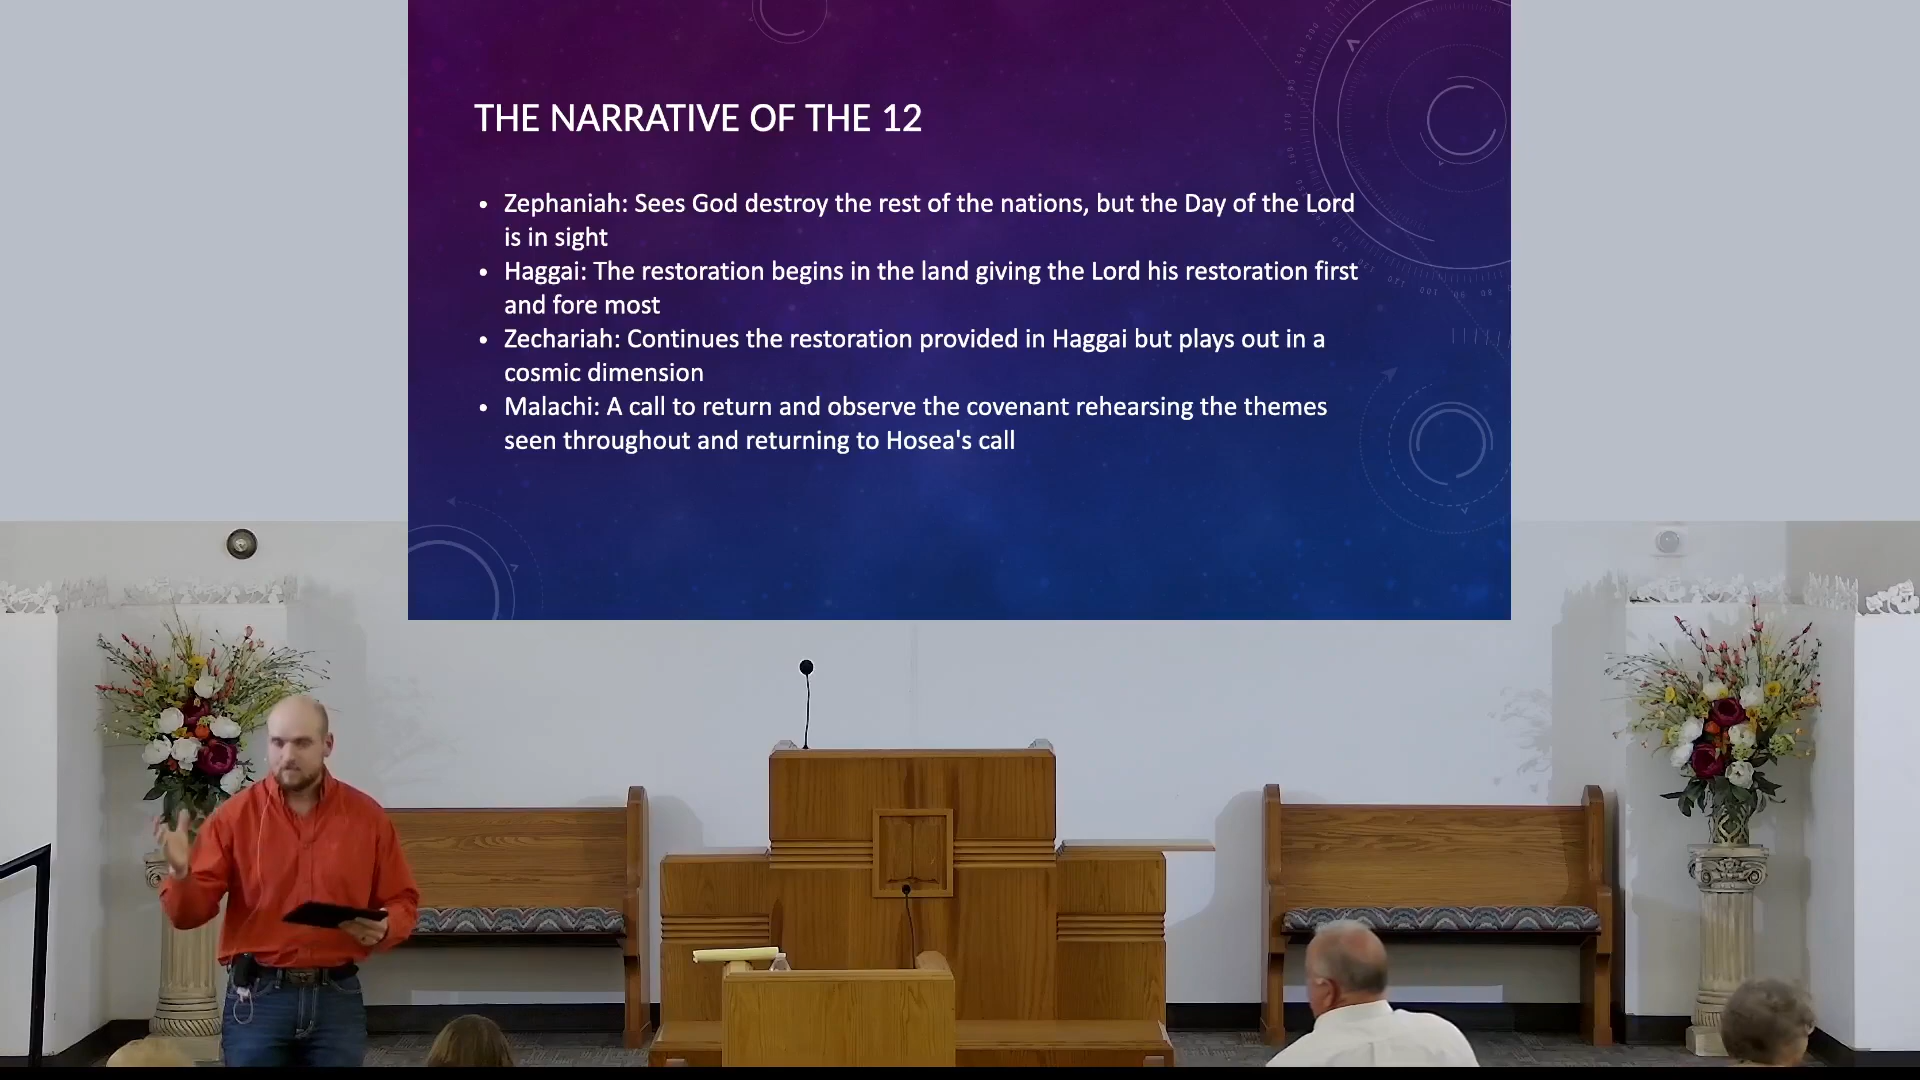 THE NARRATIVE OF THE 12
• Zephaniah: Sees God destroy the rest of the nations, but the Day of the Lord
is in sight
• Haggai: The restoration begins in the land giving the Lord his restoration first
and fore most
• Zechariah: Continues the restoration provided in Haggai but plays out in a
cosmic dimension
• Malachi: A call to return and observe the covenant rehearsing the themes
seen throughout and returning to Hosea's call